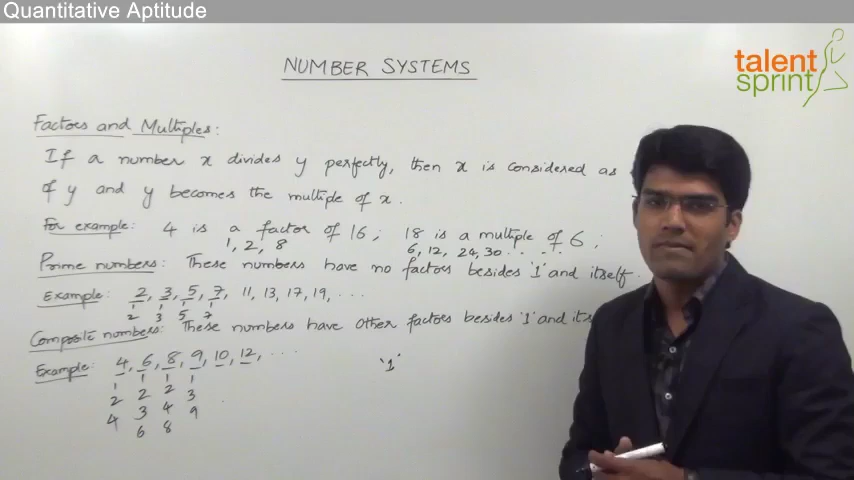 Quantitative Aptitude
talent
sprint
NUMBER SYSTEMS
Factors and Multiples:
If a number x divides y perfectly, then x is considered as
of y and y becomes the multiple of x.
For example: 4 is a factor of 16; 18 is a multiple of 6;
1, 2, 8 6, 12, 24, 30 . . . . .
Prime numbers: These numbers have no factors besides '1' and itself.
Example: 2, 3, 5, 7, 11, 13, 17, 19, ...
1 1 1 1
2 3 5 7
Composite numbers: These numbers have other factors besides '1' and its
Example: 4, 6, 8, 9, 10, 12, ... '1'
1 1 1 1
2 2 2 3
4 3 4 9
6 8